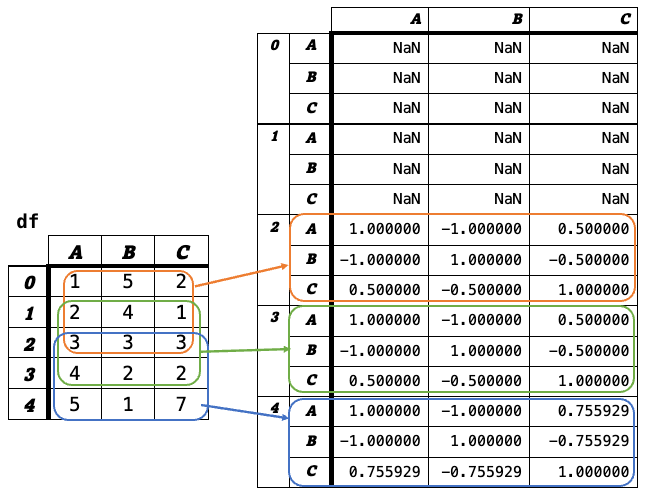 df
A B C
0 1 5 2
1 2 4 1
2 3 3 3
3 4 2 2
4 5 1 7
A B C
0 A NaN NaN NaN
B NaN NaN NaN
C NaN NaN NaN
1 A NaN NaN NaN
B NaN NaN NaN
C NaN NaN NaN
2 A 1.000000 -1.000000 0.500000
B -1.000000 1.000000 -0.500000
C 0.500000 -0.500000 1.000000
3 A 1.000000 -1.000000 0.500000
B -1.000000 1.000000 -0.500000
C 0.500000 -0.500000 1.000000
4 A 1.000000 -1.000000 0.755929
B -1.000000 1.000000 -0.755929
C 0.755929 -0.755929 1.000000